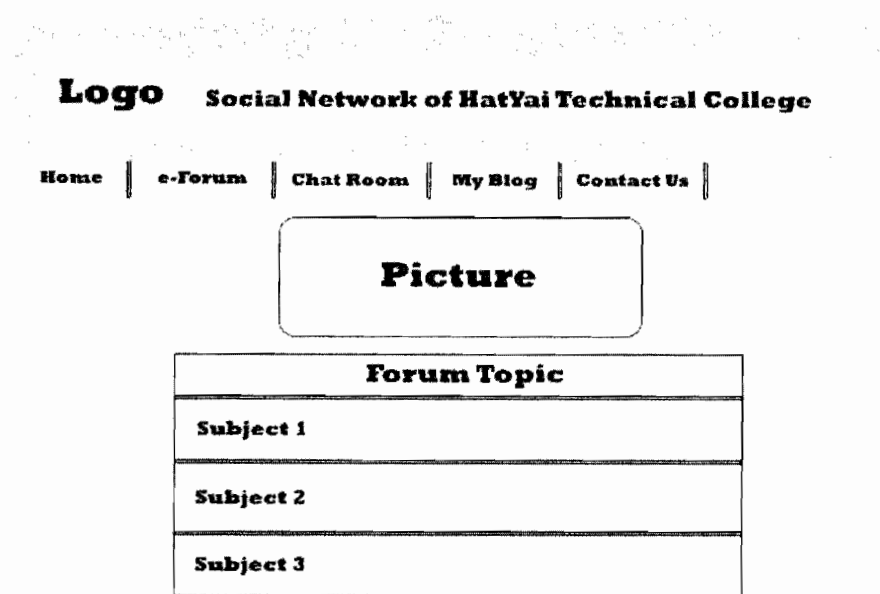 Logo Social Network of HatYai Technical College
Home e-Forum Chat Room My Blog Contact Us
Picture
Forum Topic
Subject 1
Subject 2
Subject 3